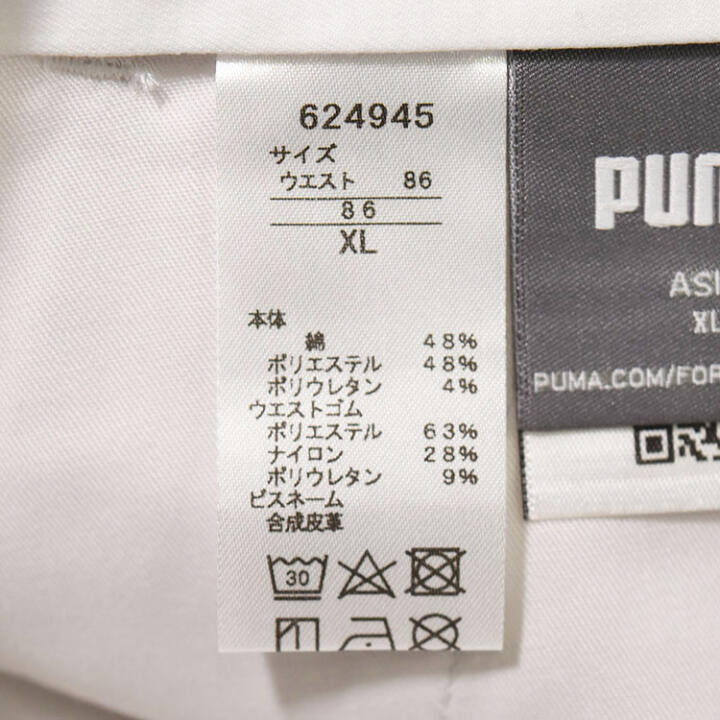 624945
サイズ
ウエスト 86
86
XL
本体
綿 48%
ポリエステル 48%
ポリウレタン 4%
ウエストゴム
ポリエステル 63%
ナイロン 28%
ポリウレタン 9%
ピスネーム
合成皮革
30
XL
PUMA.COM/FOR